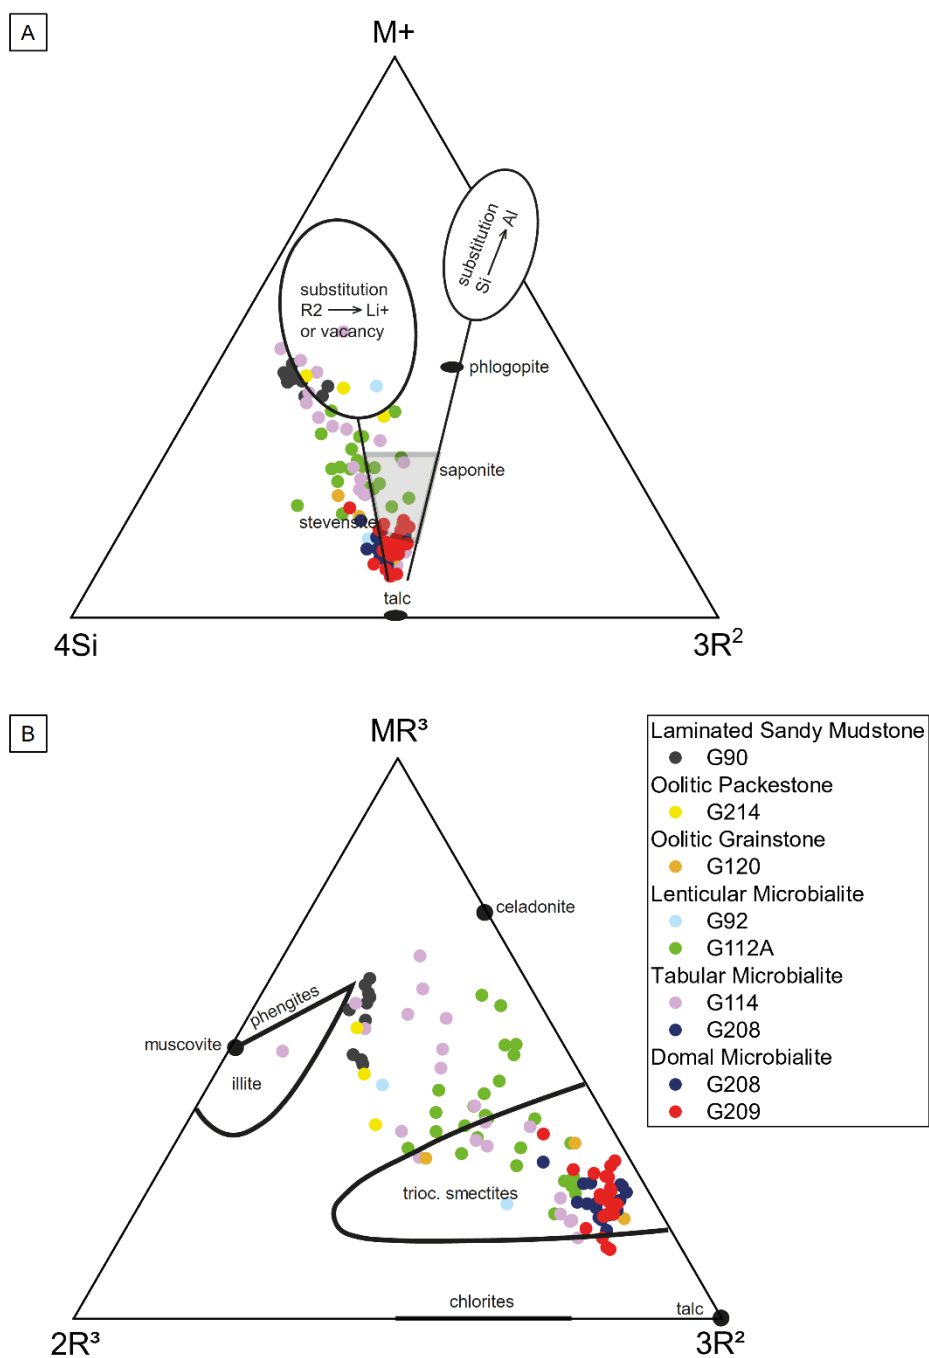 A
M+
substitution
Si ⟶ Al
substitution
R2 ⟶ Li+
or vacancy
phlogopite
saponite
stevensite
talc
4Si
3R²
B
MR³
Laminated Sandy Mudstone
G90
Oolitic Packestone
G214
Oolitic Grainstone
G120
Lenticular Microbialite
G92
G112A
Tabular Microbialite
G114
G208
Domal Microbialite
G208
G209
celadonite
phengites
muscovite
illite
trioc. smectites
chlorites
talc
2R³
3R²